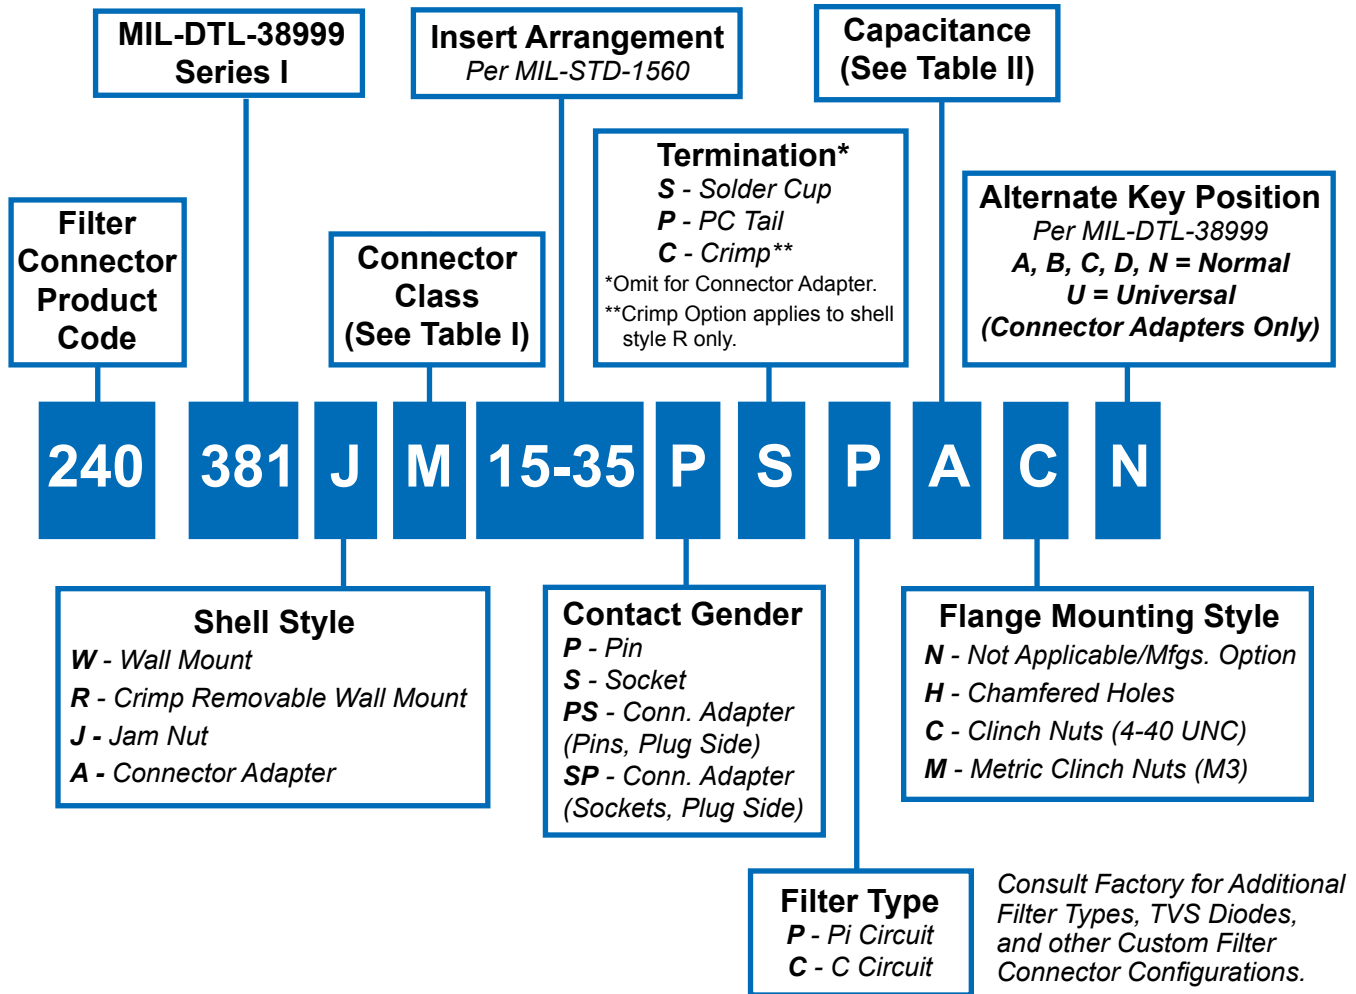 MIL-DTL-38999
Series I
Insert Arrangement
Per MIL-STD-1560
Capacitance
(See Table II)
Termination*
S - Solder Cup
P - PC Tail
C - Crimp**
*Omit for Connector Adapter.
**Crimp Option applies to shell
style R only.
Alternate Key Position
Per MIL-DTL-38999
A, B, C, D, N = Normal
U = Universal
(Connector Adapters Only)
Filter
Connector
Product
Code
Connector
Class
(See Table I)
240 381 J M 15-35 P S P A C N
Shell Style
W - Wall Mount
R - Crimp Removable Wall Mount
J - Jam Nut
A - Connector Adapter
Contact Gender
P - Pin
S - Socket
PS - Conn. Adapter
(Pins, Plug Side)
SP - Conn. Adapter
(Sockets, Plug Side)
Flange Mounting Style
N - Not Applicable/Mfgs. Option
H - Chamfered Holes
C - Clinch Nuts (4-40 UNC)
M - Metric Clinch Nuts (M3)
Filter Type
P - Pi Circuit
C - C Circuit
Consult Factory for Additional
Filter Types, TVS Diodes,
and other Custom Filter
Connector Configurations.